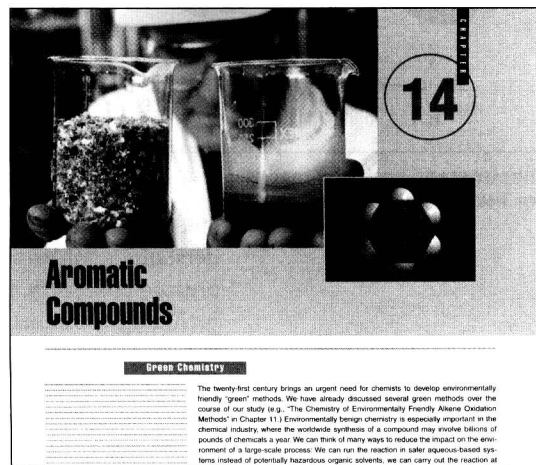 CHAPTER
14
Aromatic
Compounds
Green Chemistry
The twenty-first century brings an urgent need for chemists to develop environmentally
friendly "green" methods. We have already discussed several green methods over the
course of our study (e.g., "The Chemistry of Environmentally Friendly Alkene Oxidation
Methods" in Chapter 11.) Environmentally benign chemistry is especially important in the
chemical industry, where the worldwide synthesis of a compound may involve billions of
pounds of chemicals a year. We can think of many ways to reduce the impact on the envi-
ronment of a large-scale process: We can run the reaction in safer aqueous-based sys-
tems instead of potentially hazardous organic solvents, we can carry out the reaction at